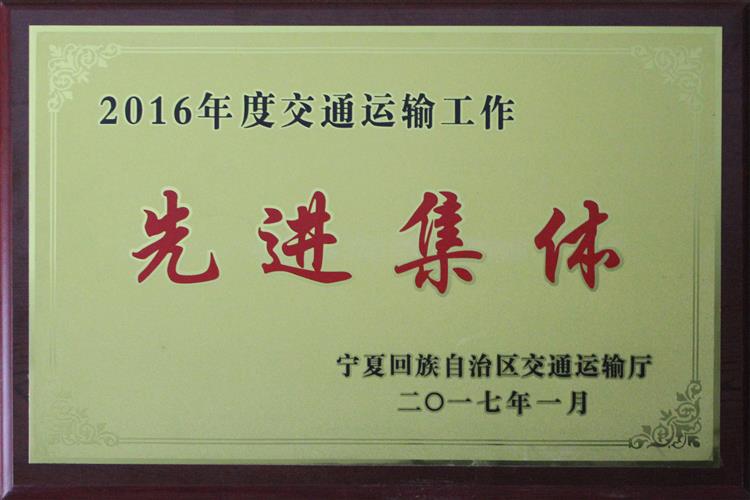 2016年度交通运输工作
先进集体
宁夏回族自治区交通运输厅
二〇一七年一月